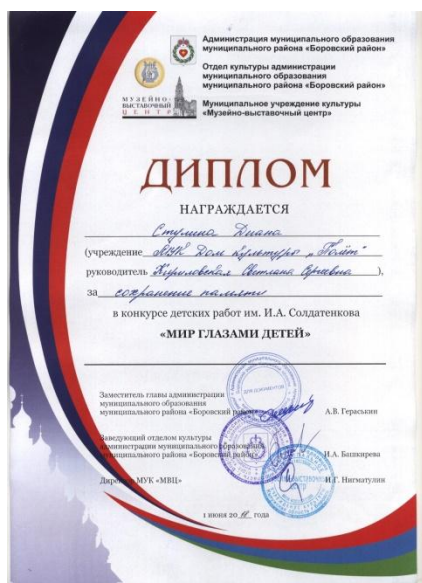 Администрация муниципального образования
муниципального района «Боровский район»
Отдел культуры администрации
муниципального образования
муниципального района «Боровский район»
МУЗЕЙНО-
ВЫСТАВОЧНЫЙ
ЦЕНТР
Муниципальное учреждение культуры
«Музейно-выставочный центр»
ДИПЛОМ
НАГРАЖДАЕТСЯ
Диана
(учреждение МУК Дом культуры „Полёт"
руководитель Светлана ),
за сохранение памяти
в конкурсе детских работ им. И.А. Солдатенкова
«МИР ГЛАЗАМИ ДЕТЕЙ»
ДЛЯ ДОКУМЕНТОВ
Заместитель главы администрации
муниципального образования
муниципального района «Боровский район»
А.В. Гераськин
Заведующий отделом культуры
администрации муниципального образования
муниципального района «Боровский район»
И.А. Башкирева
Директор МУК «МВЦ»
Н.Г. Нигматулин
1 июня 20 года